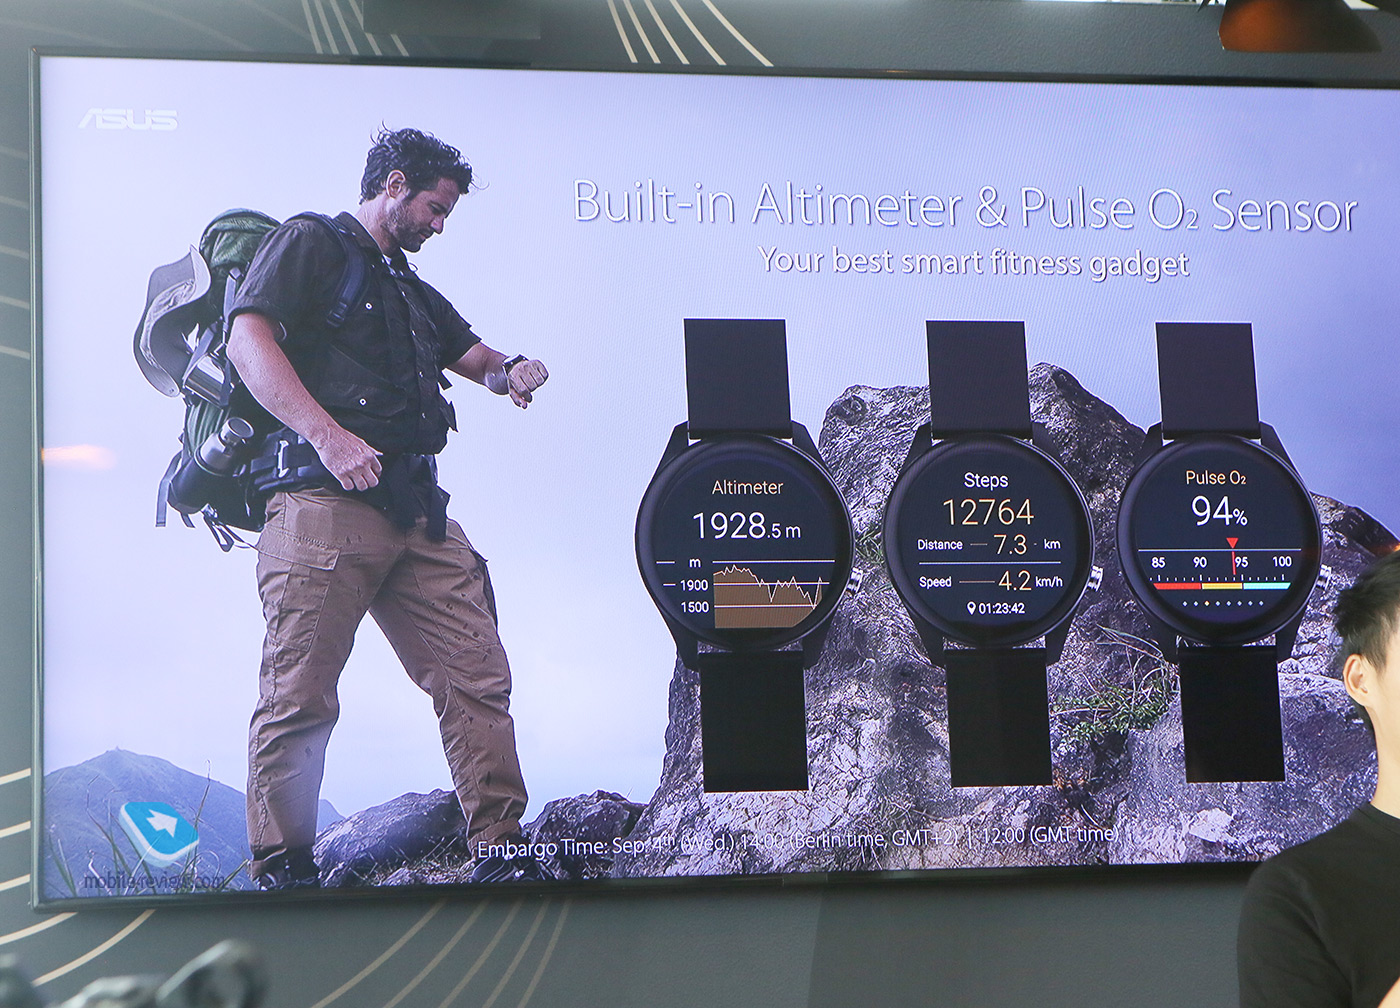 ASUS
Built-in Altimeter & Pulse O₂ Sensor
Your best smart fitness gadget
Altimeter
1928.5 m
m
1900
1500
Steps
12764
Distance 7.3 km
Speed 4.2 km/h
01:23:42
Pulse O₂
94%
85 90 95 100
Embargo Time: Sep. 4th (Wed.) 14:00 (Berlin time, GMT+2) | 12:00 (GMT time)
mobile-review.com